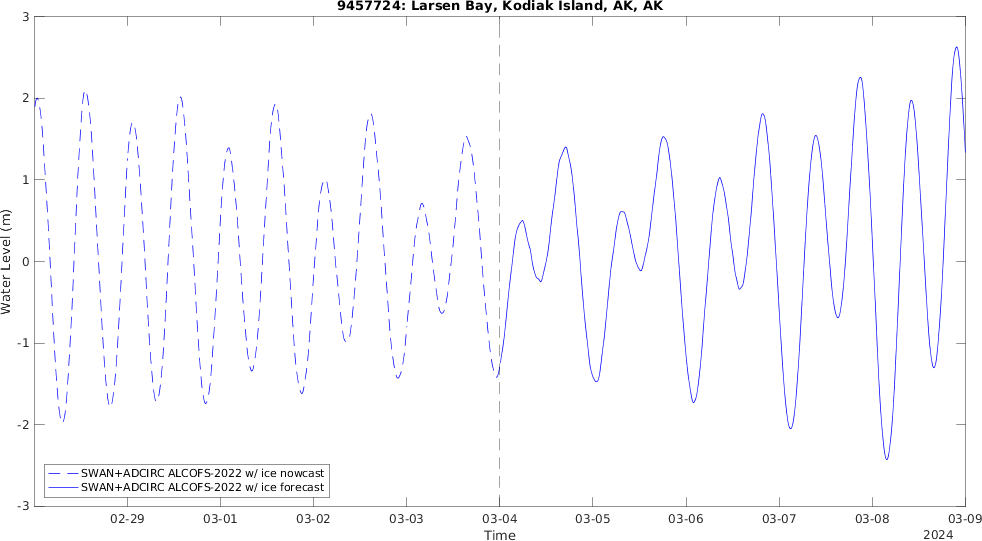 9457724: Larsen Bay, Kodiak Island, AK, AK
3
2
1
0
-1
-2
-3
Water Level (m)
SWAN+ADCIRC ALCOFS-2022 w/ ice nowcast
SWAN+ADCIRC ALCOFS-2022 w/ ice forecast
02-29 03-01 03-02 03-03 03-04 03-05 03-06 03-07 03-08 03-09
Time
2024